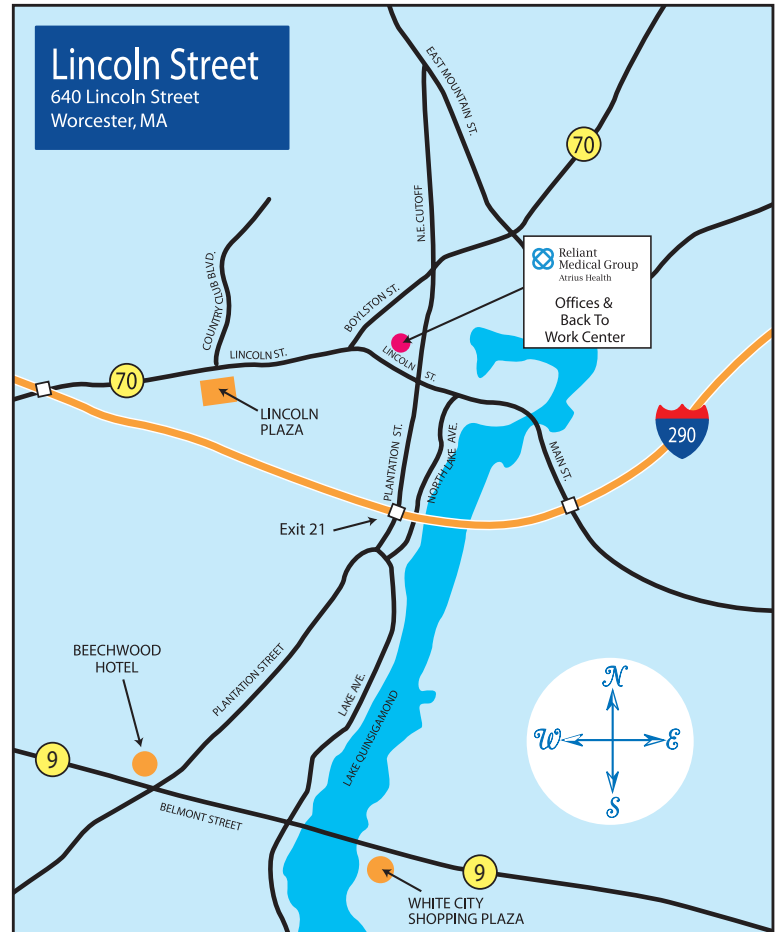 Lincoln Street
640 Lincoln Street
Worcester, MA
EAST MOUNTAIN ST.
70
N.E. CUTOFF
Reliant
Medical Group
Atrius Health
Offices &
Back To
Work Center
COUNTRY CLUB BLVD.
BOYLSTON ST.
LINCOLN ST.
LINCOLN ST.
70
LINCOLN
PLAZA
290
PLANTATION ST.
NORTH LAKE AVE.
MAIN ST.
Exit 21
BEECHWOOD
HOTEL
PLANTATION STREET
LAKE AVE.
LAKE QUINSIGAMOND
N
W
E
S
9
BELMONT STREET
9
WHITE CITY
SHOPPING PLAZA